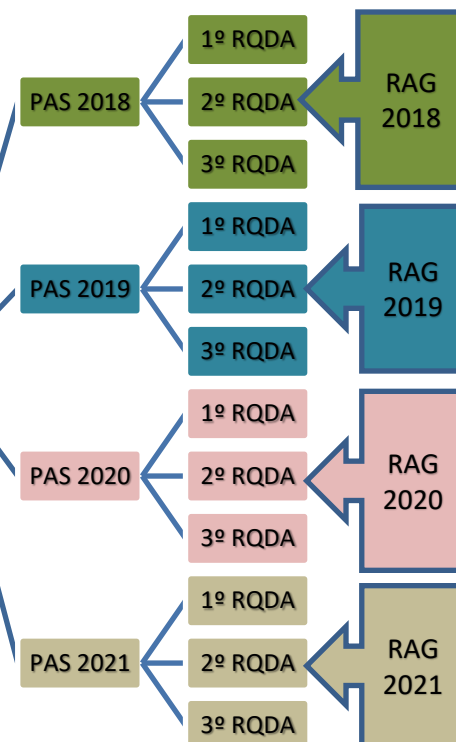 1º RQDA
PAS 2018
2º RQDA
3º RQDA
RAG
2018
1º RQDA
PAS 2019
2º RQDA
3º RQDA
RAG
2019
1º RQDA
PAS 2020
2º RQDA
3º RQDA
RAG
2020
1º RQDA
PAS 2021
2º RQDA
3º RQDA
RAG
2021